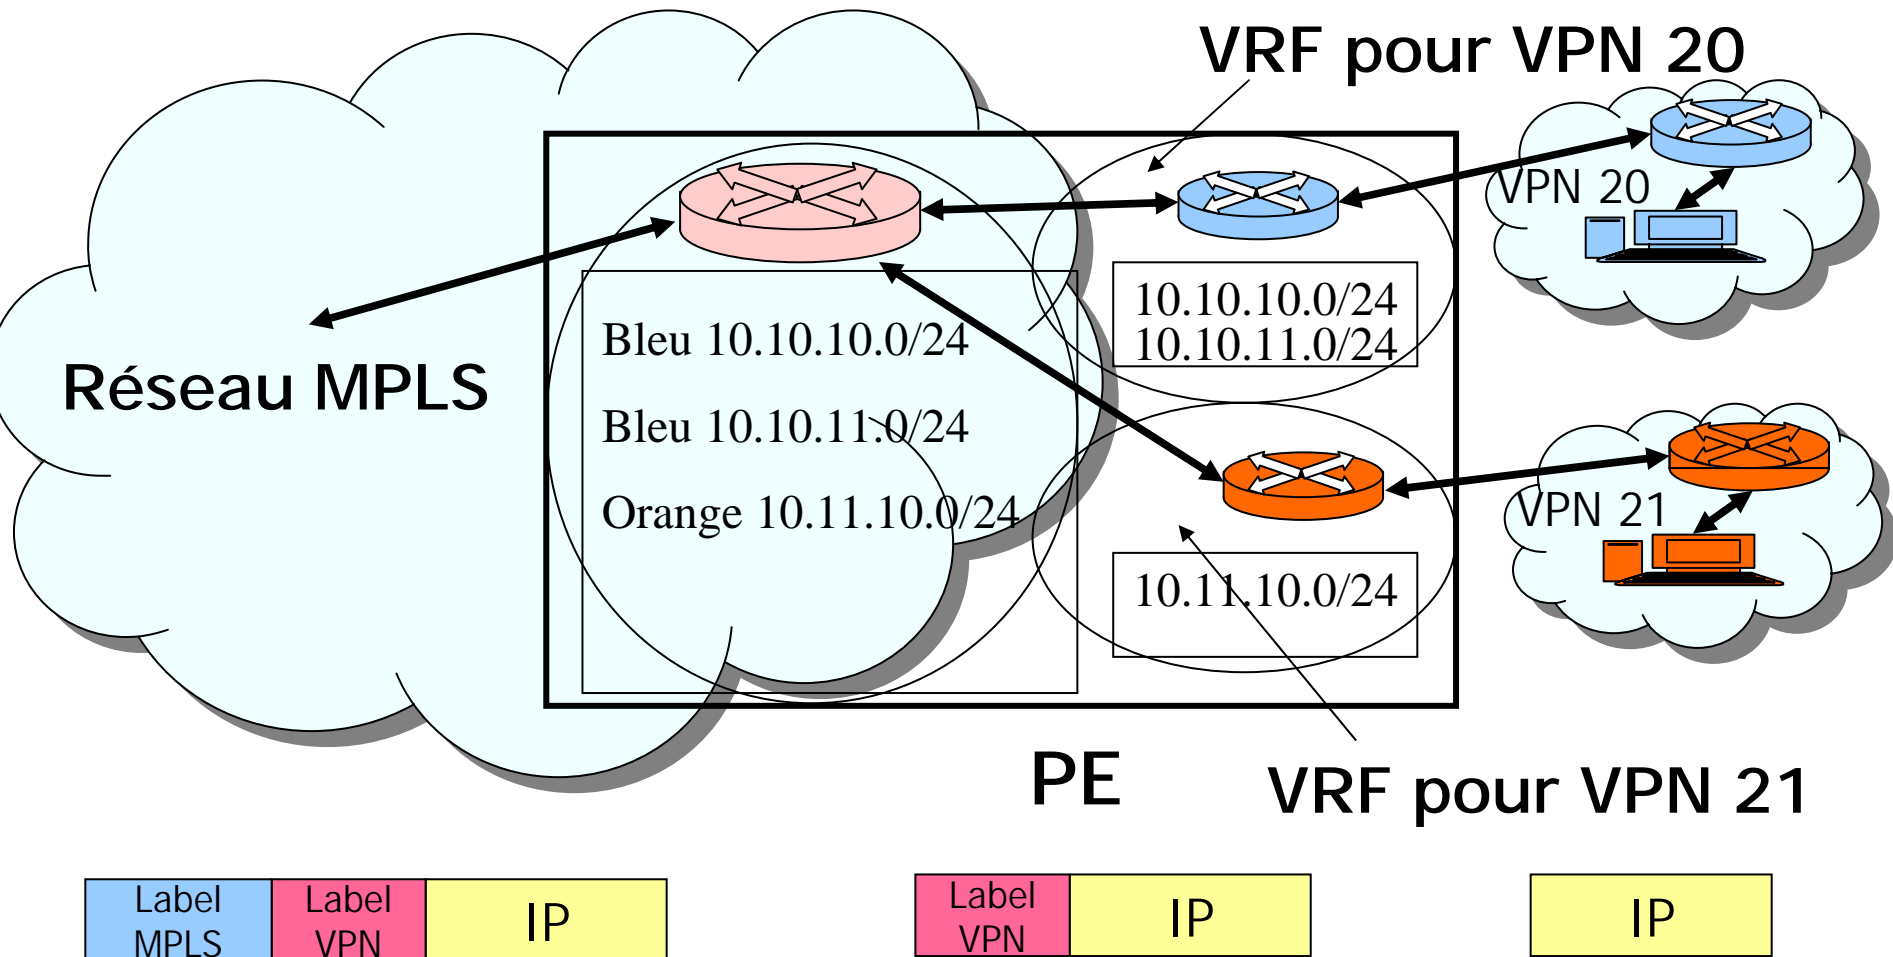 VRF pour VPN 20
VPN 20
10.10.10.0/24
10.10.11.0/24
Bleu 10.10.10.0/24
Bleu 10.10.11.0/24
Orange 10.11.10.0/24
Réseau MPLS
VPN 21
10.11.10.0/24
PE
VRF pour VPN 21
Label
MPLS
Label
VPN
IP
Label
VPN
IP
IP